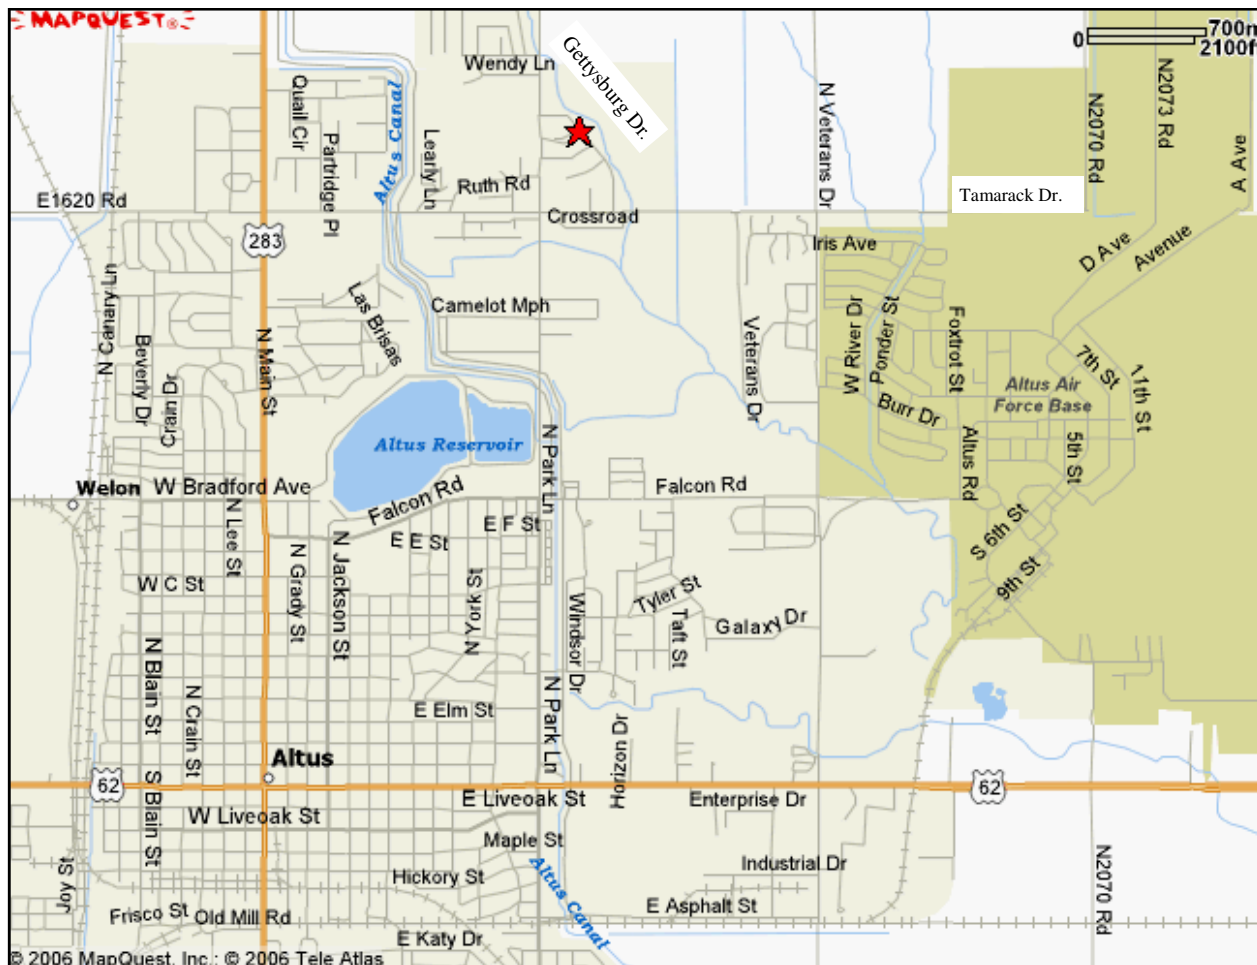 MAPQUEST®
Wendy Ln
Gettysburg Dr.
0
700m
2100ft
Quail Cir
Partridge Pl
Altus Canal
Learly Ln
Ruth Rd
Crossroad
N Veterans Dr
N2070 Rd
N2073 Rd
A Ave
Tamarack Dr.
E1620 Rd
283
Iris Ave
D Ave
Avenue
N Canary Ln
Beverly Dr
Crain Dr
N Main St
Las Brisas
Camelot Mph
Veterans Dr
W River Dr
Ponder St
Foxtrot St
7th St
11th St
Altus Air
Force Base
Burr Dr
Altus Rd
5th St
Altus Reservoir
N Park Ln
Welon
W Bradford Ave
Falcon Rd
Falcon Rd
N Lee St
E F St
E E St
S 6th St
9th St
W C St
N Grady St
N Jackson St
N York St
Windsor Dr
Tyler St
Taft St
Galaxy Dr
N Blain St
N Crain St
E Elm St
N Park Ln
Horizon Dr
Altus
62
S Blain St
E Liveoak St
Enterprise Dr
62
W Liveoak St
Maple St
Joy St
Hickory St
Industrial Dr
N2070 Rd
Altus Canal
Frisco St
Old Mill Rd
E Asphalt St
E Katy Dr
© 2006 MapQuest, Inc.; © 2006 Tele Atlas